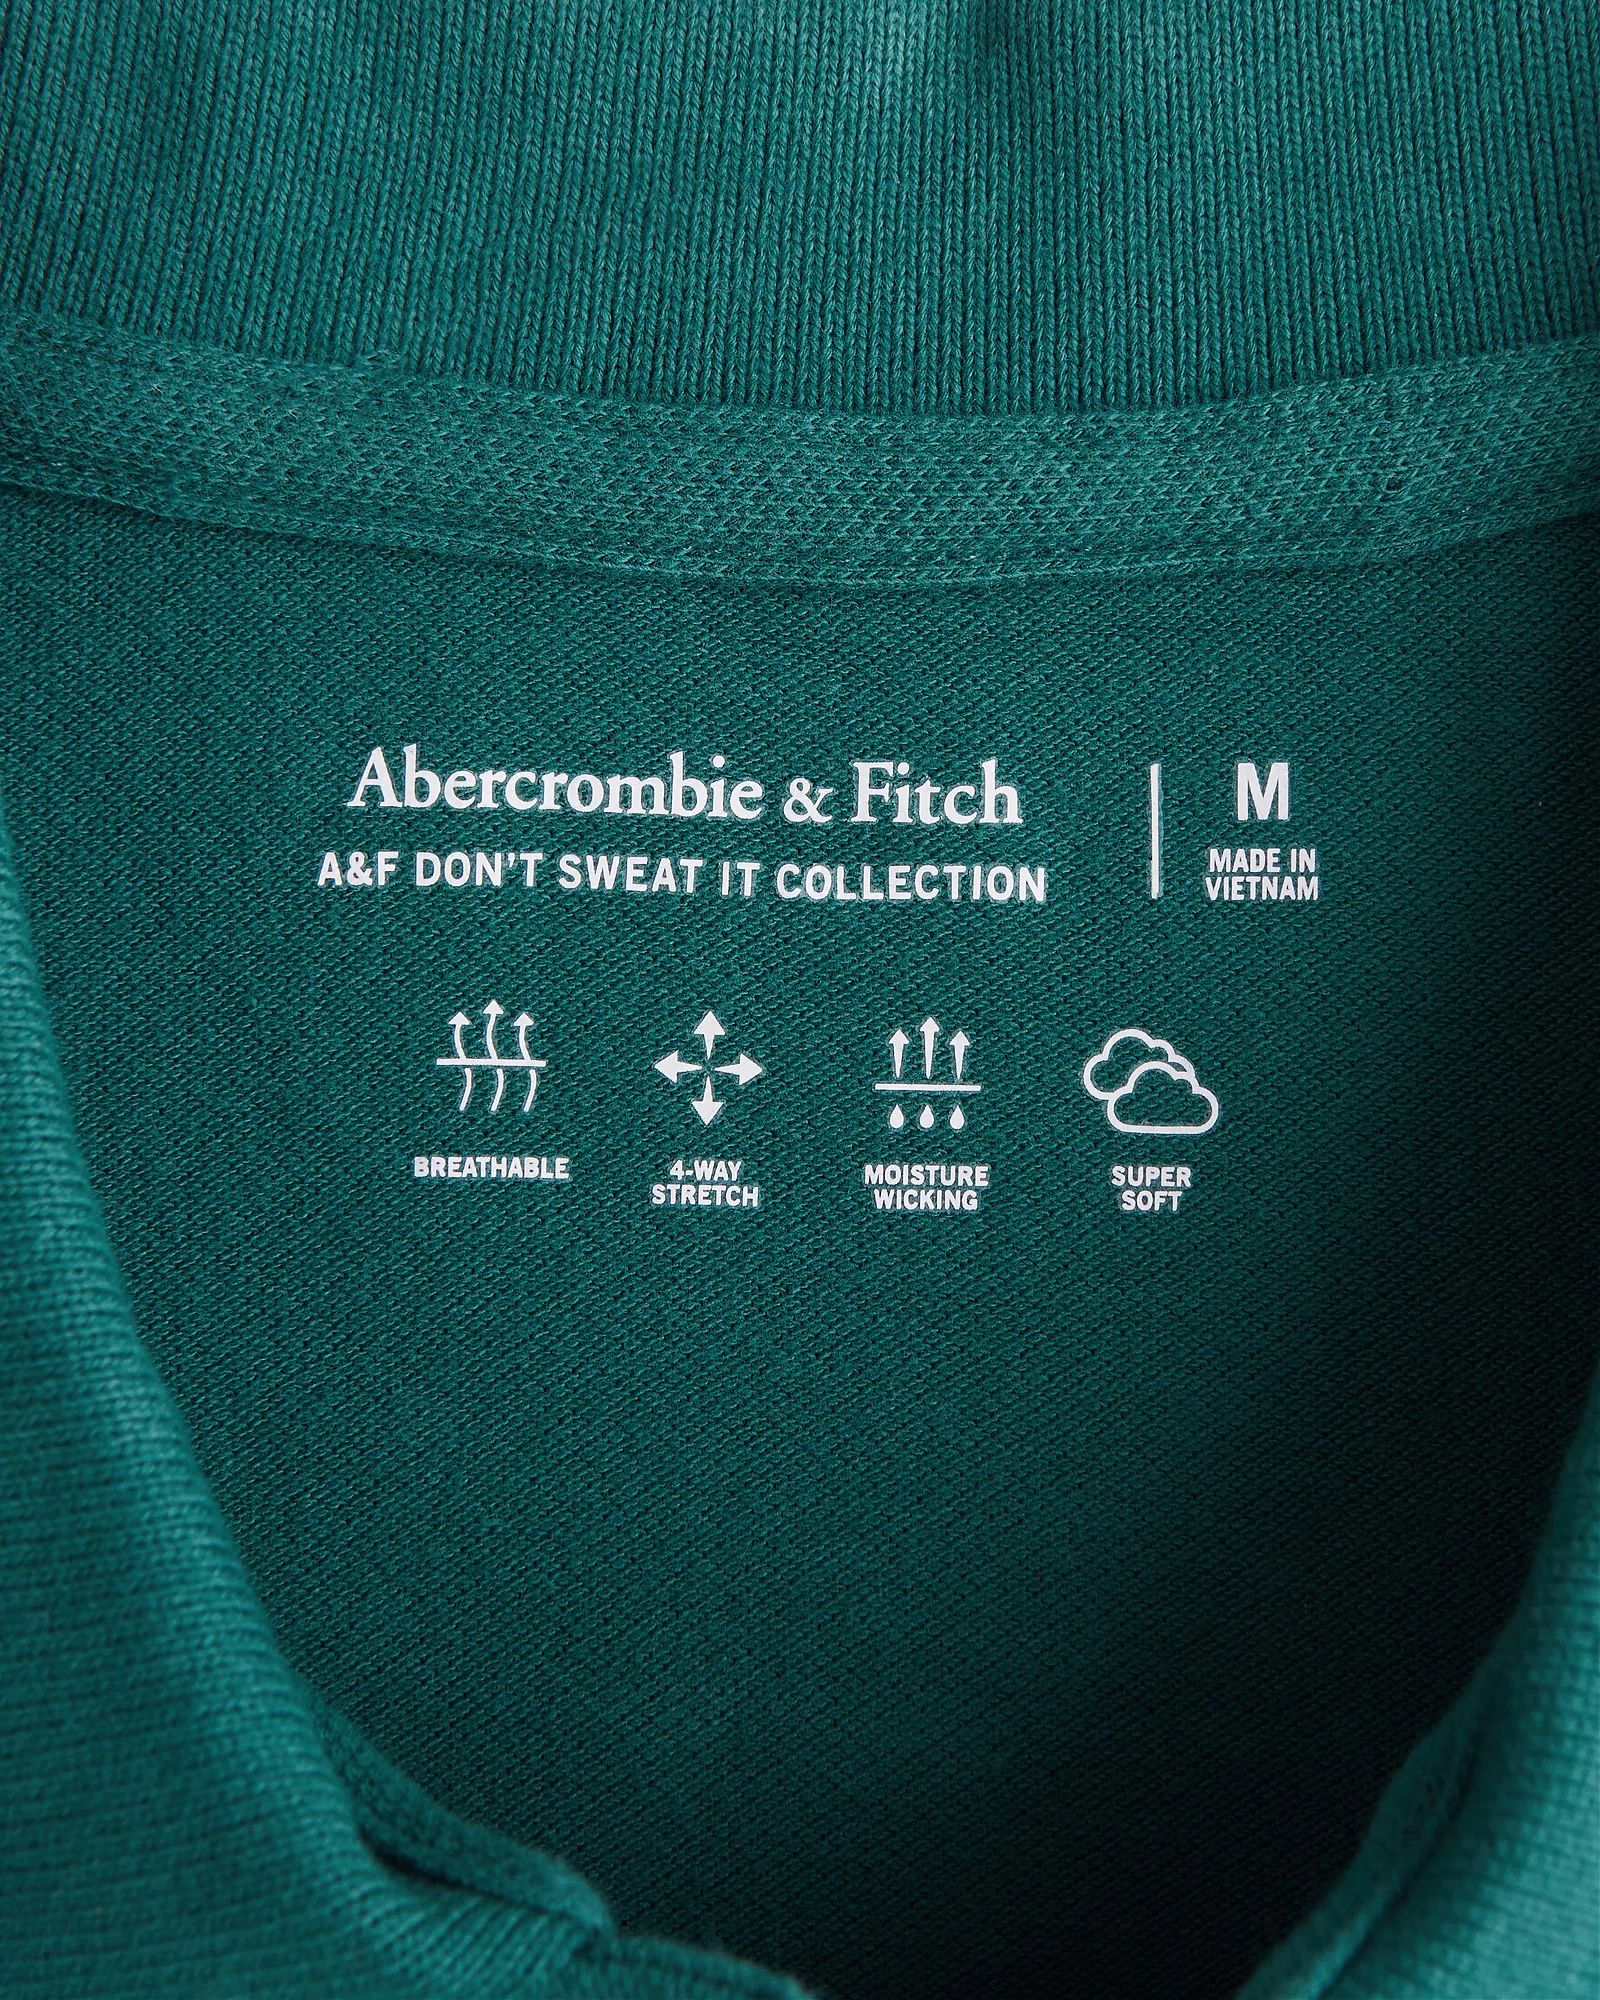 Abercrombie & Fitch
A&F DON'T SWEAT IT COLLECTION
M
MADE IN
VIETNAM
BREATHABLE
4-WAY
STRETCH
MOISTURE
WICKING
SUPER
SOFT